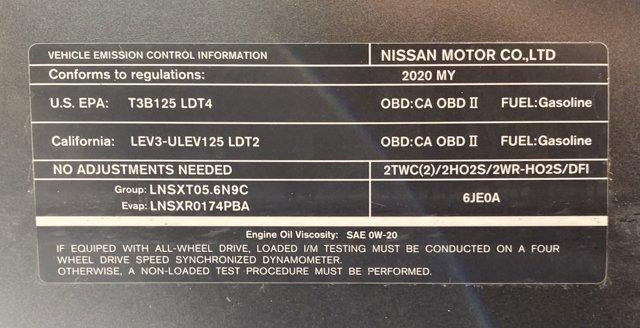 VEHICLE EMISSION CONTROL INFORMATION NISSAN MOTOR CO.,LTD
Conforms to regulations: 2020 MY
U.S. EPA: T3B125 LDT4 OBD:CA OBD II FUEL:Gasoline
California: LEV3-ULEV125 LDT2 OBD:CA OBD II FUEL:Gasoline
NO ADJUSTMENTS NEEDED 2TWC(2)/2HO2S/2WR-HO2S/DFI
Group: LNSXT05.6N9C
Evap: LNSXR0174PBA
6JE0A
Engine Oil Viscosity: SAE 0W-20
IF EQUIPED WITH ALL-WHEEL DRIVE, LOADED I/M TESTING MUST BE CONDUCTED ON A FOUR
WHEEL DRIVE SPEED SYNCHRONIZED DYNAMOMETER.
OTHERWISE, A NON-LOADED TEST PROCEDURE MUST BE PERFORMED.